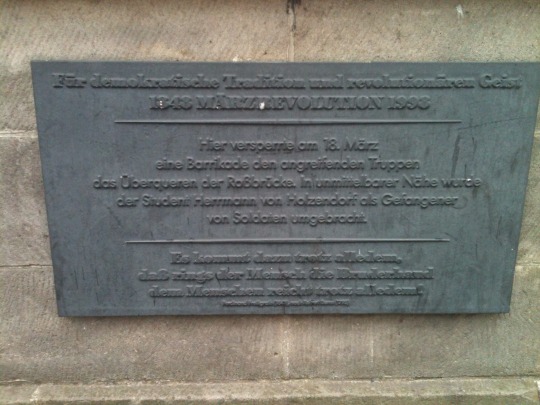 Für demokratische Tradition und revolutionären Geist
1848 MÄRZREVOLUTION 1998
Hier versperrte am 18. März
eine Barrikade den angreifenden Truppen
das Überqueren der Roßbrücke. In unmittelbarer Nähe wurde
der Student Herrmann von Holzendorf als Gefangener
von Soldaten umgebracht.
Es kommt dazu trotz alledem,
daß rings der Mensch die Bruderhand
dem Menschen reicht trotz alledem!